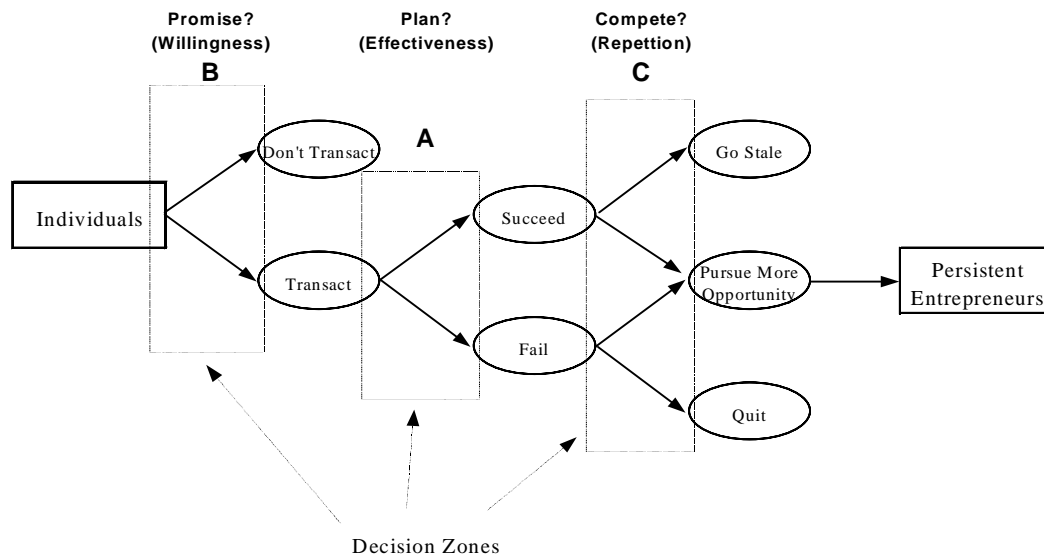 Promise?
(Willingness)
B
Plan?
(Effectiveness)
A
Compete?
(Repettion)
C
Individuals
Don't Transact
Transact
Succeed
Fail
Go Stale
Pursue More
Opportunity
Quit
Persistent
Entrepreneurs
Decision Zones